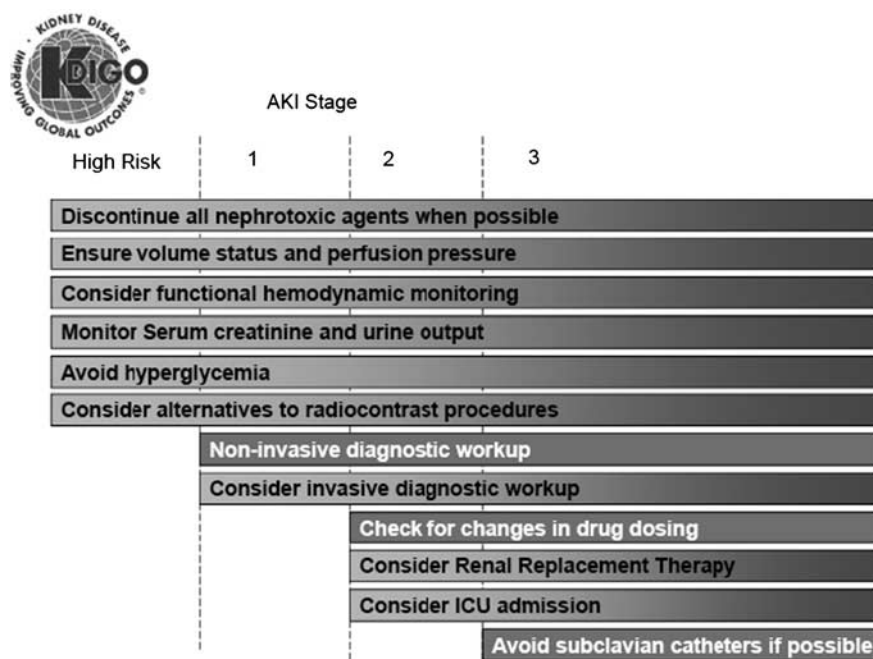 KIDNEY DISEASE
IMPROVING GLOBAL OUTCOMES
KDIGO
®
AKI Stage
High Risk 1 2 3
Discontinue all nephrotoxic agents when possible
Ensure volume status and perfusion pressure
Consider functional hemodynamic monitoring
Monitor Serum creatinine and urine output
Avoid hyperglycemia
Consider alternatives to radiocontrast procedures
Non-invasive diagnostic workup
Consider invasive diagnostic workup
Check for changes in drug dosing
Consider Renal Replacement Therapy
Consider ICU admission
Avoid subclavian catheters if possible